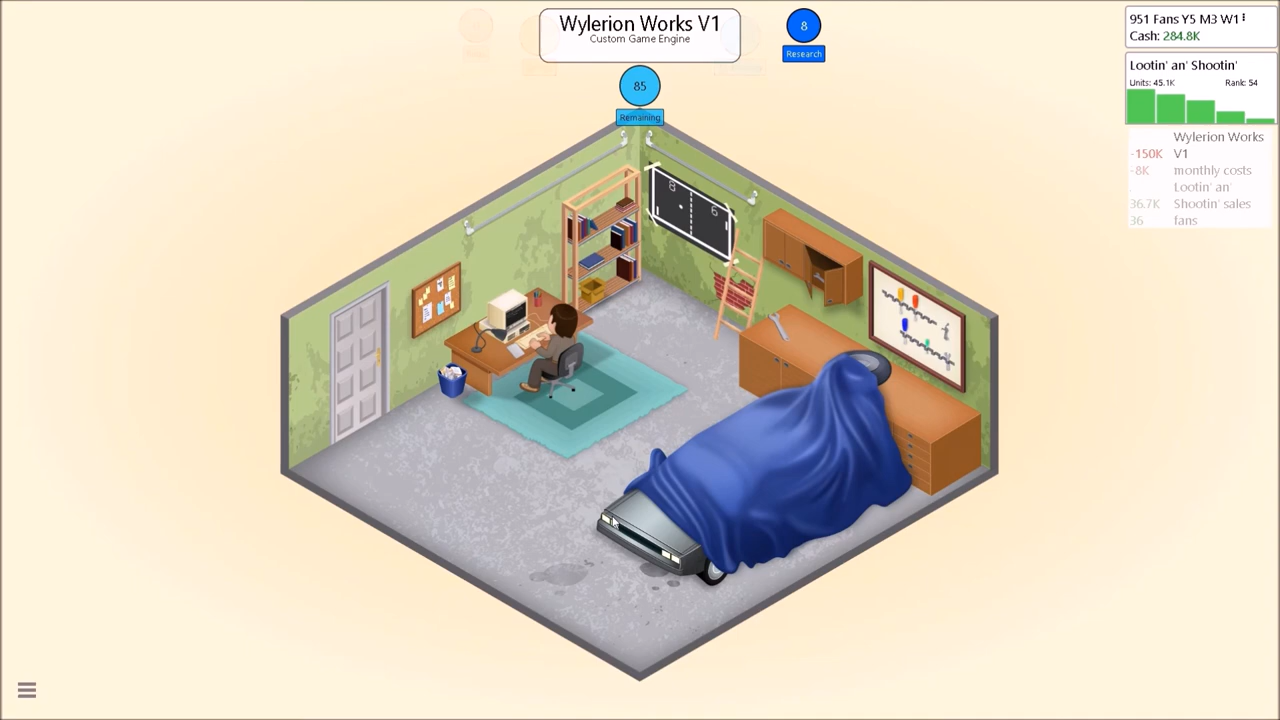 Wylerion Works V1
Custom Game Engine
8
Research
85
Remaining
951 Fans Y5 M3 W1
Cash: 284.8K
Lootin' an' Shootin'
Units: 45.1K Rank: 54
Wylerion Works
-150K V1
-8K monthly costs
Lootin' an'
36.7K Shootin' sales
36 fans
8 6